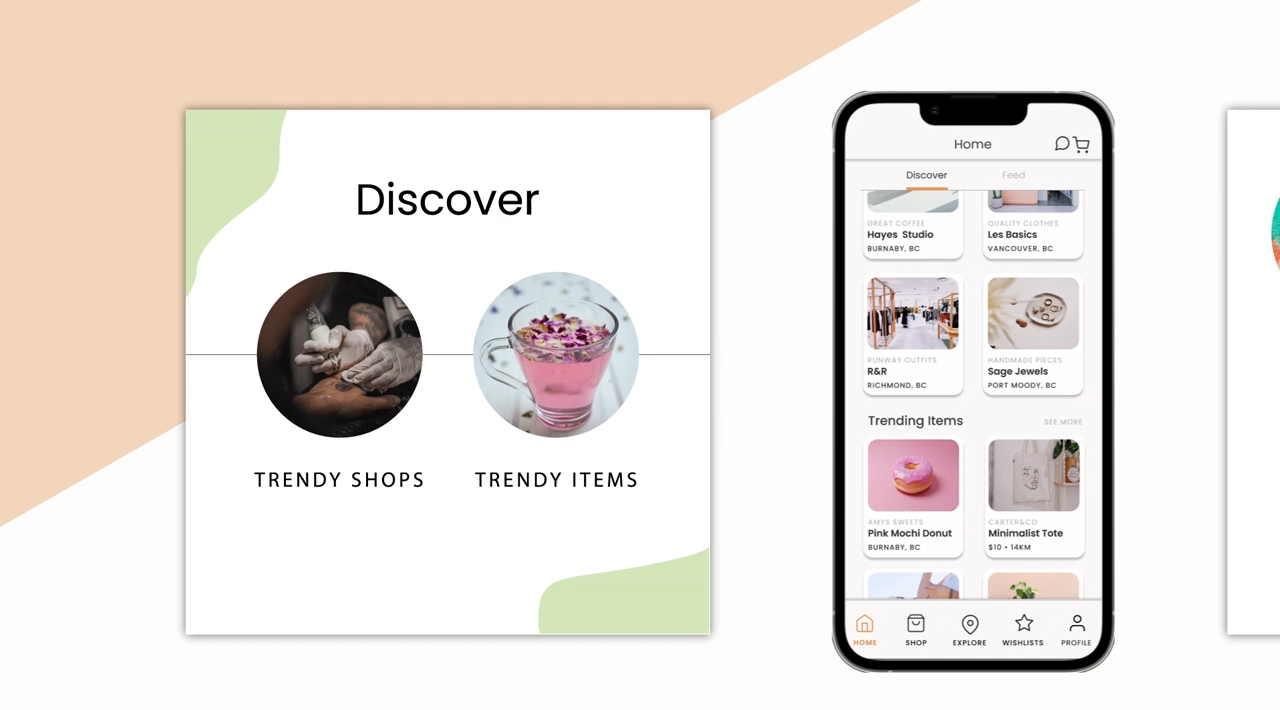 Discover
TRENDY SHOPS
TRENDY ITEMS
Home
Discover
Feed
GREAT COFFEE
Hayes Studio
BURNABY, BC
QUALITY CLOTHES
Les Basics
VANCOUVER, BC
RUNWAY OUTFITS
R&R
RICHMOND, BC
HANDMADE PIECES
Sage Jewels
PORT MOODY, BC
Trending Items
SEE MORE
AMYS SWEETS
Pink Mochi Donut
BURNABY, BC
CARTER&CO
Minimalist Tote
$10 • 14KM
HOME
SHOP
EXPLORE
WISHLISTS
PROFILE